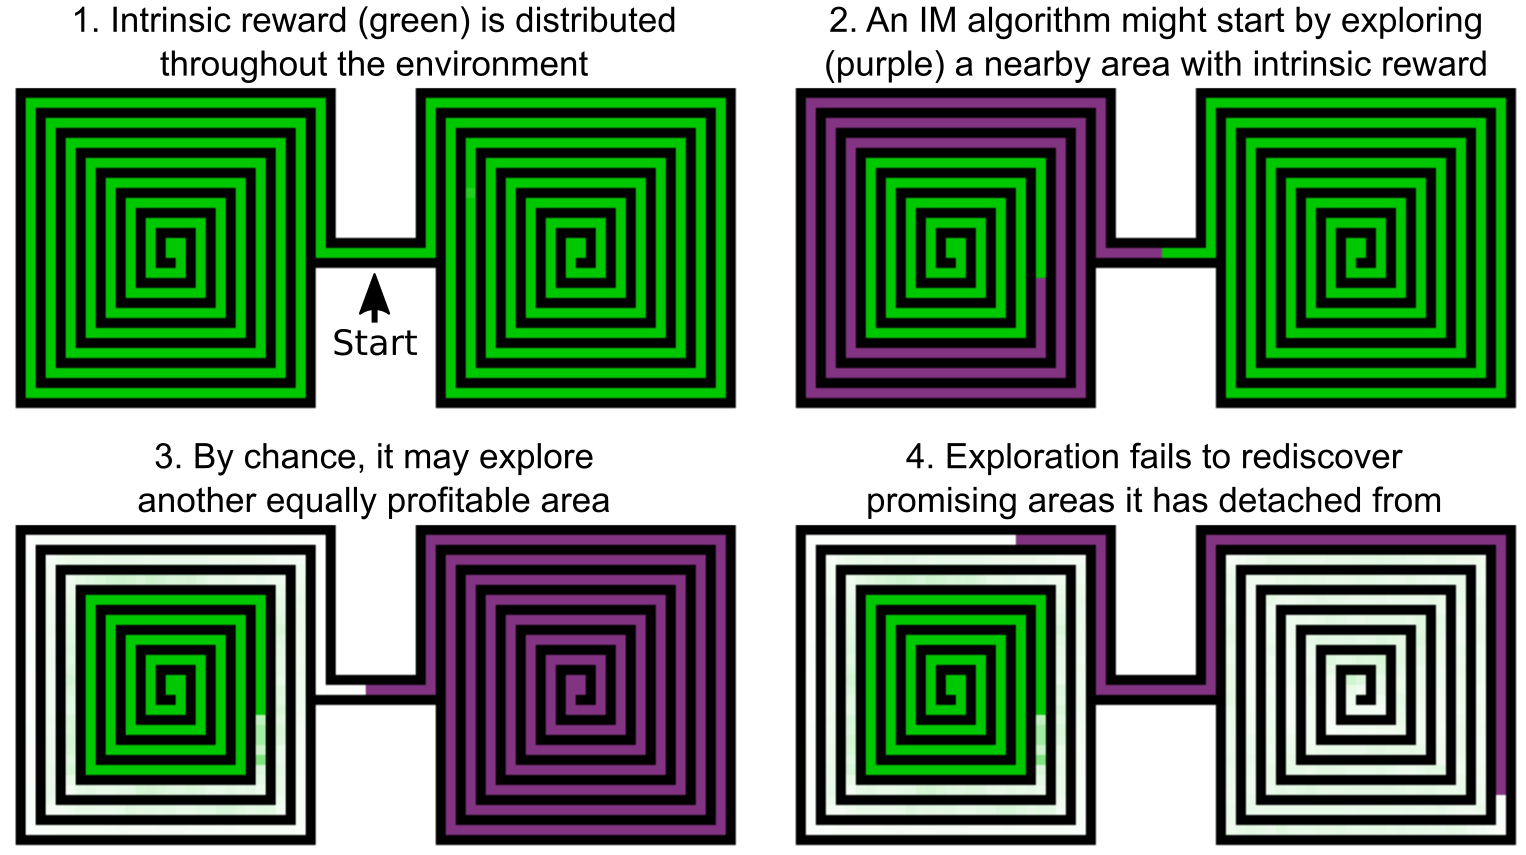 1. Intrinsic reward (green) is distributed
throughout the environment
2. An IM algorithm might start by exploring
(purple) a nearby area with intrinsic reward
Start
3. By chance, it may explore
another equally profitable area
4. Exploration fails to rediscover
promising areas it has detached from